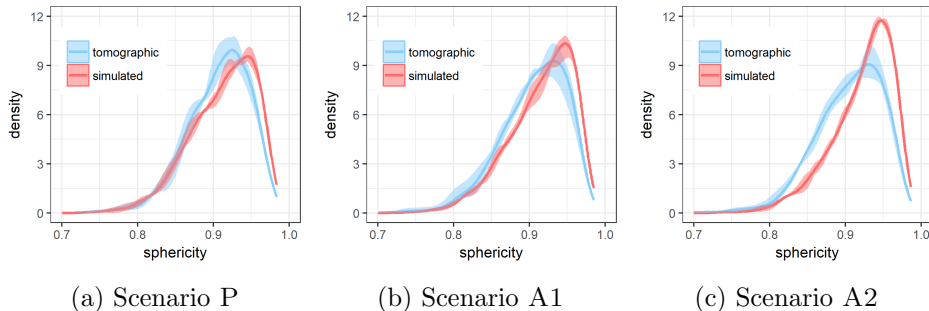 12
9
6
3
0
density
tomographic
simulated
0.7 0.8 0.9 1.0
sphericity
(a) Scenario P
12
9
6
3
0
density
tomographic
simulated
0.7 0.8 0.9 1.0
sphericity
(b) Scenario A1
12
9
6
3
0
density
tomographic
simulated
0.7 0.8 0.9 1.0
sphericity
(c) Scenario A2